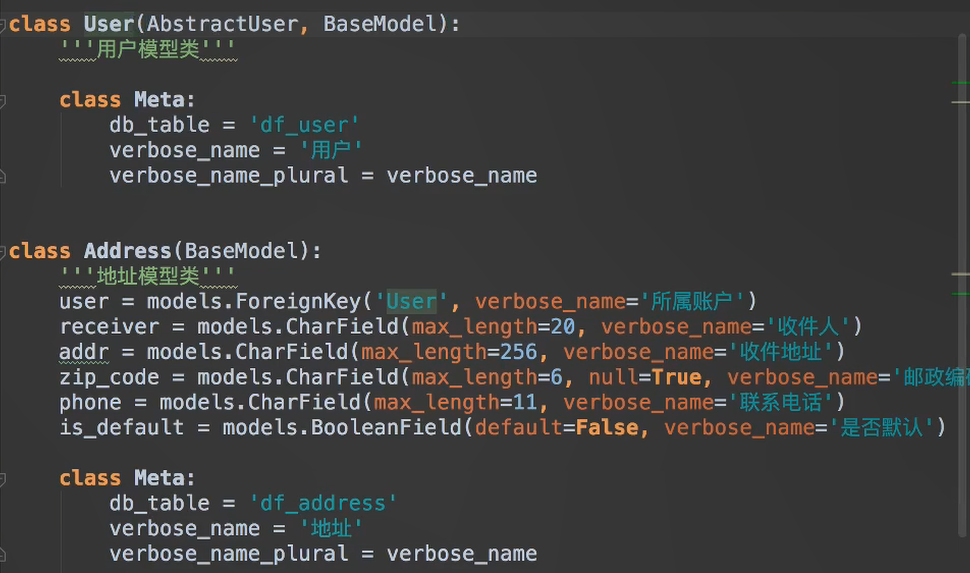 class User(AbstractUser, BaseModel):
'''用户模型类'''
class Meta:
db_table = 'df_user'
verbose_name = '用户'
verbose_name_plural = verbose_name
class Address(BaseModel):
'''地址模型类'''
user = models.ForeignKey('User', verbose_name='所属账户')
receiver = models.CharField(max_length=20, verbose_name='收件人')
addr = models.CharField(max_length=256, verbose_name='收件地址')
zip_code = models.CharField(max_length=6, null=True, verbose_name='邮政编码
phone = models.CharField(max_length=11, verbose_name='联系电话')
is_default = models.BooleanField(default=False, verbose_name='是否默认')
class Meta:
db_table = 'df_address'
verbose_name = '地址'
verbose_name_plural = verbose_name